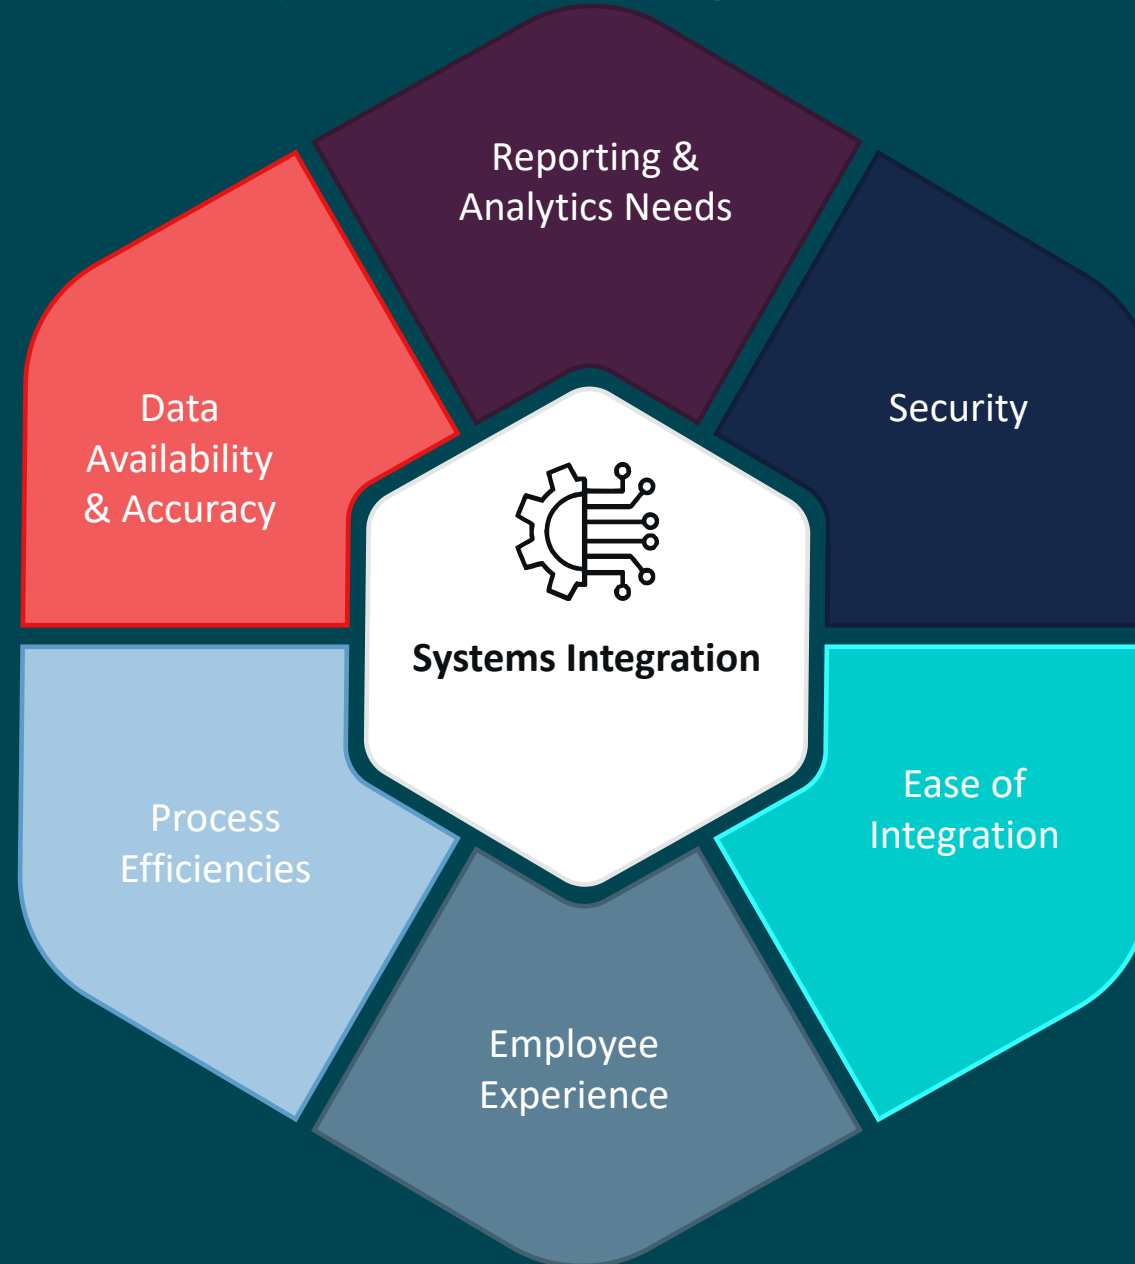 Reporting &
Analytics Needs
Security
Ease of
Integration
Employee
Experience
Process
Efficiencies
Data
Availability
& Accuracy
Systems Integration